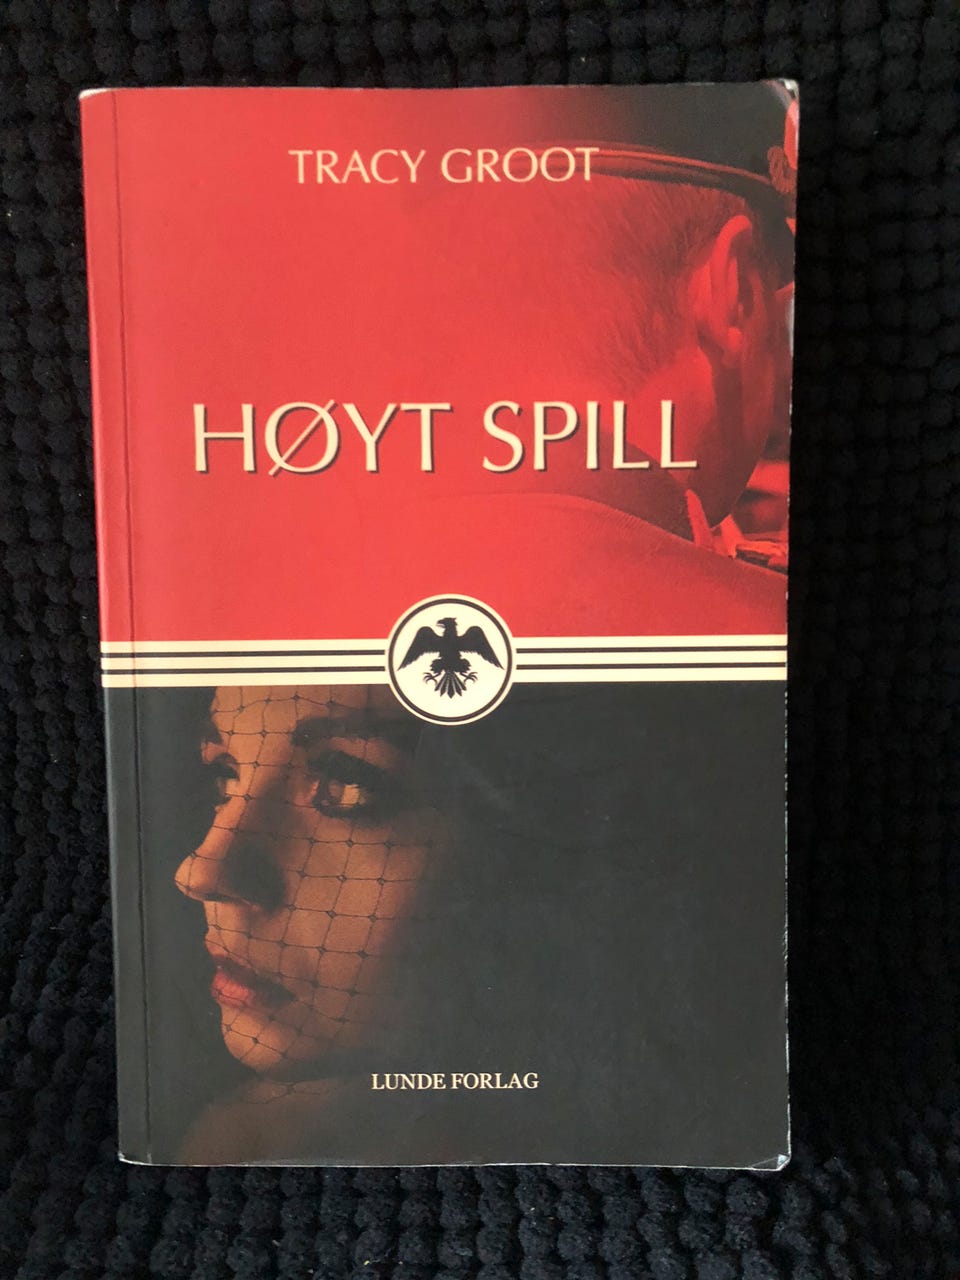 TRACY GROOT
HØYT SPILL
LUNDE FORLAG